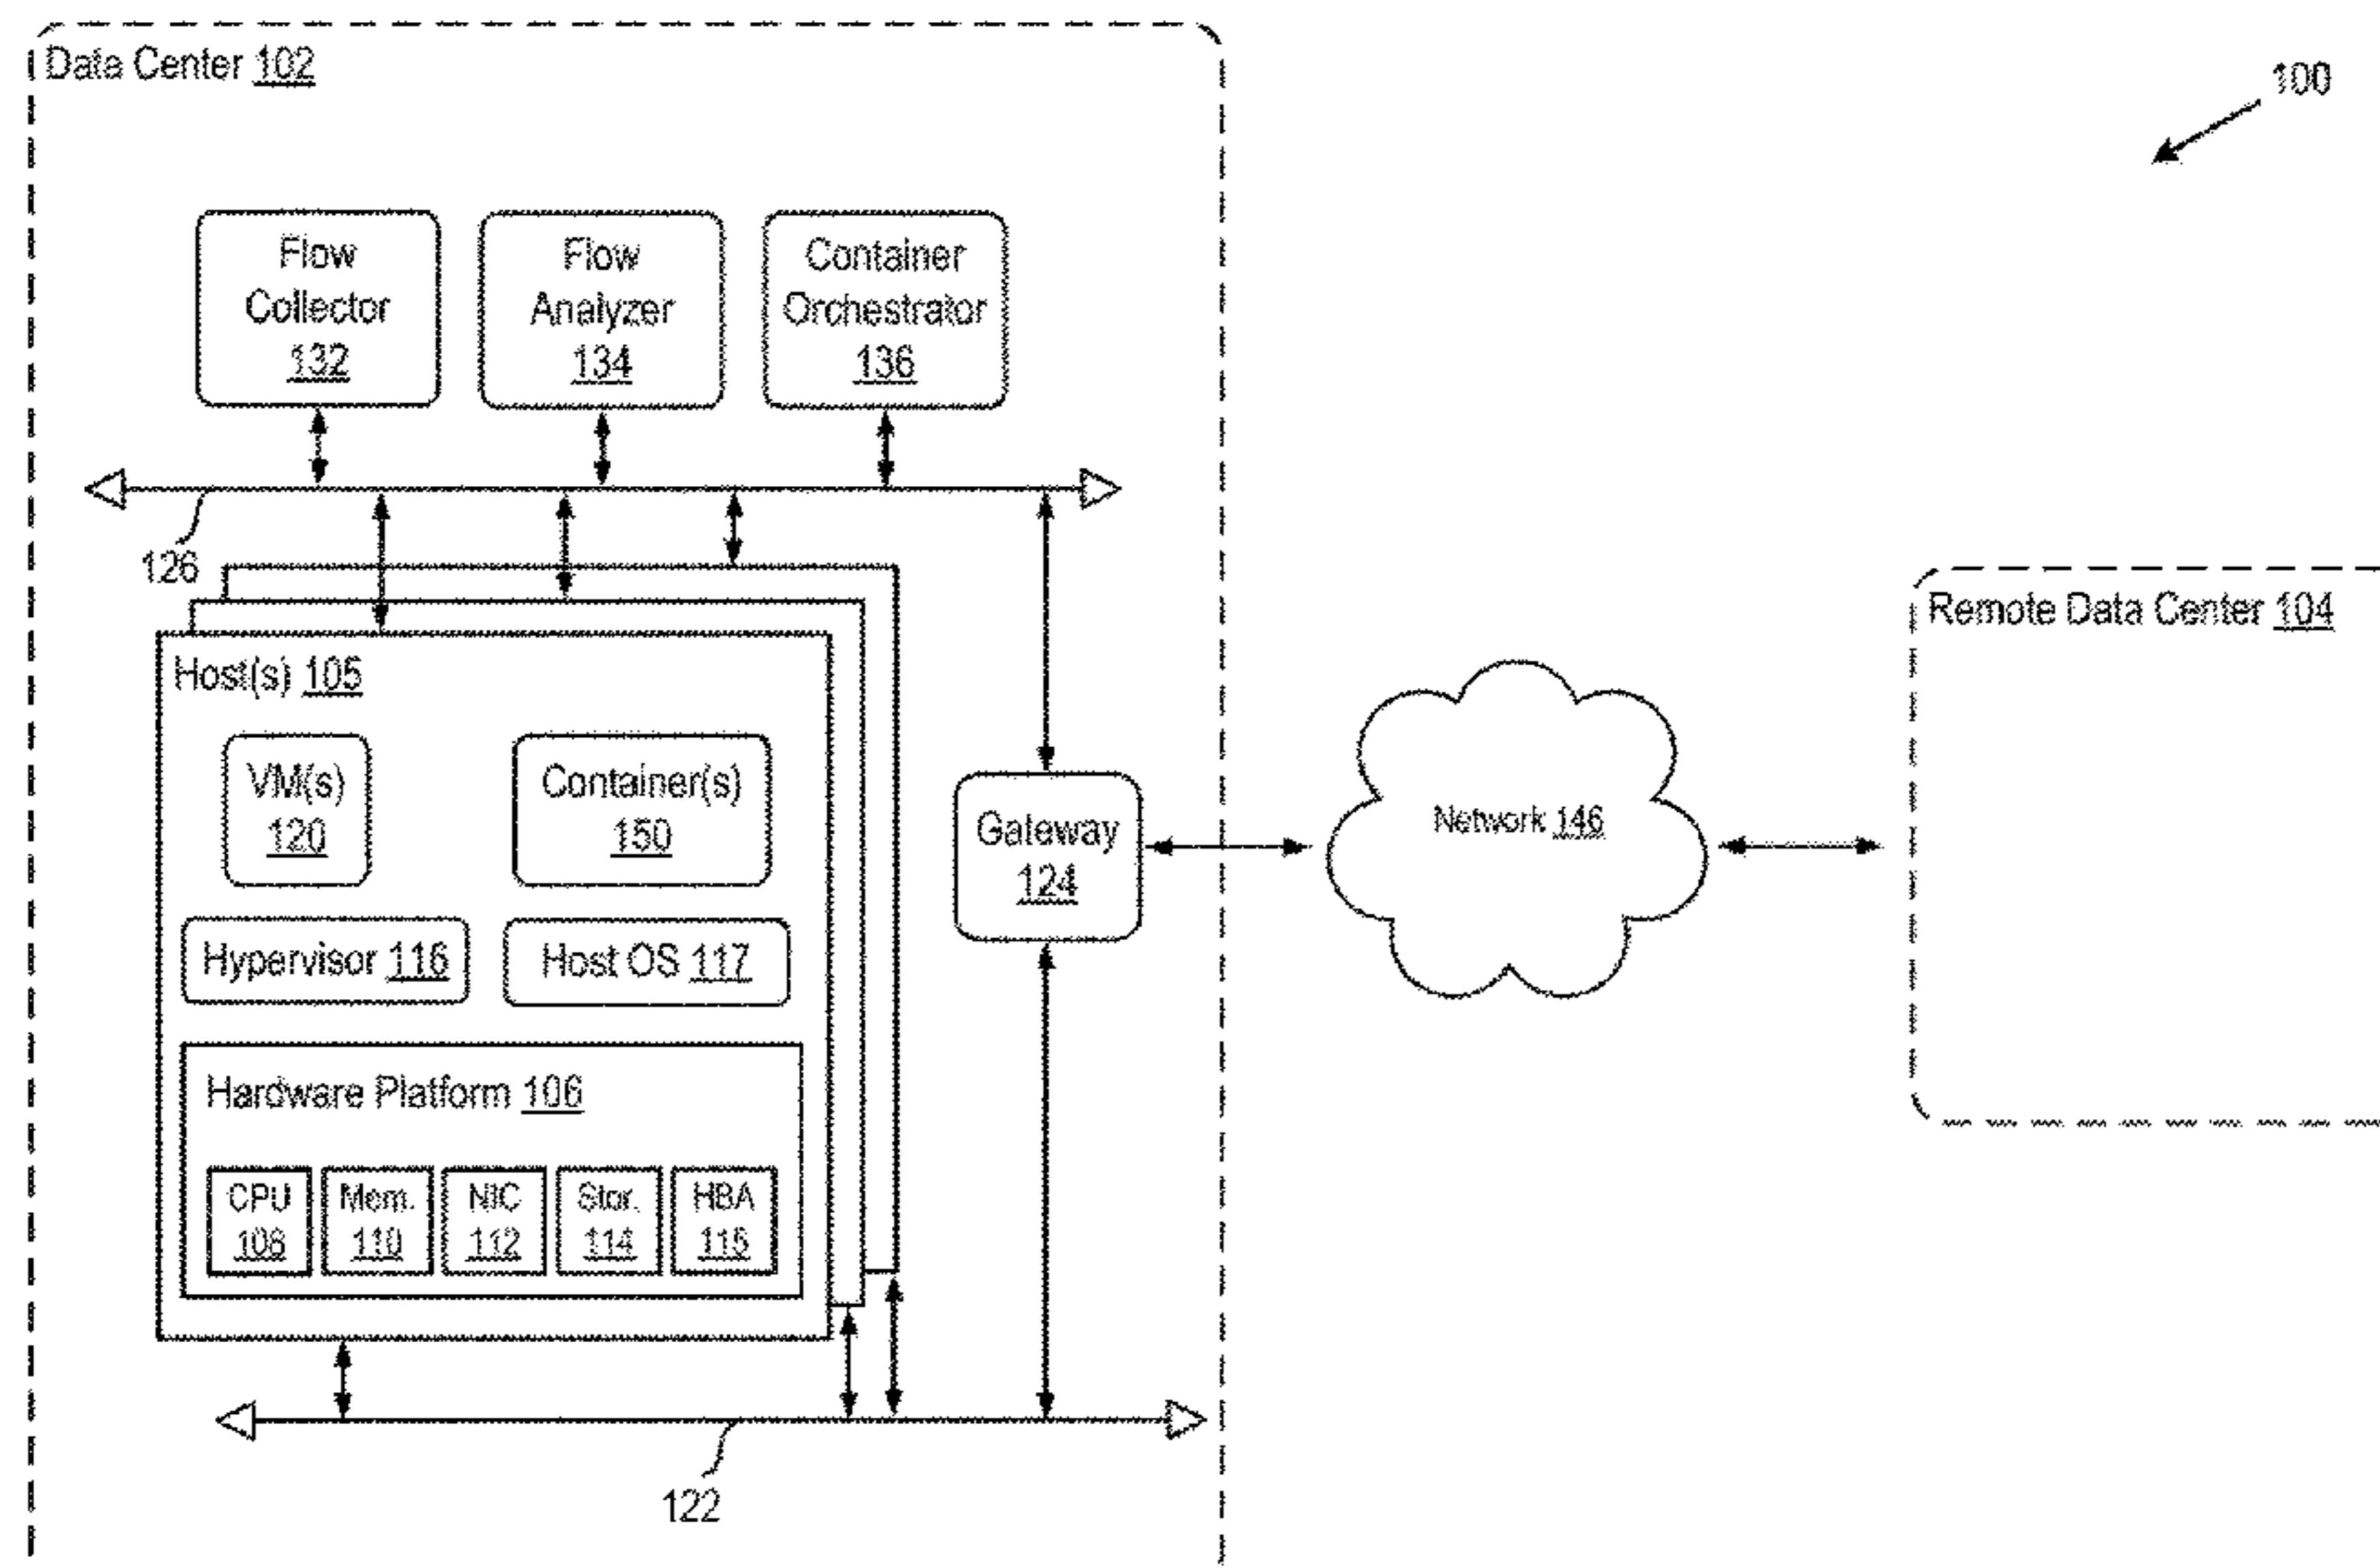 Data Center 102
100
Flow
Collector
132
Flow
Analyzer
134
Container
Orchestrator
136
126
Host(s) 105
VM(s)
120
Container(s)
150
Hypervisor 116
Host OS 117
Hardware Platform 106
CPU
108
Mem.
110
NIC
112
Stor.
114
HBA
115
Gateway
124
Network 146
Remote Data Center 104
122